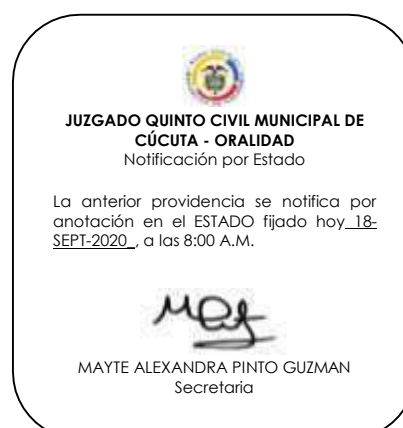 JUZGADO QUINTO CIVIL MUNICIPAL DE
CÚCUTA - ORALIDAD
Notificación por Estado
La anterior providencia se notifica por
anotación en el ESTADO fijado hoy 18-
SEPT-2020_, a las 8:00 A.M.
MAYTE ALEXANDRA PINTO GUZMAN
Secretaria